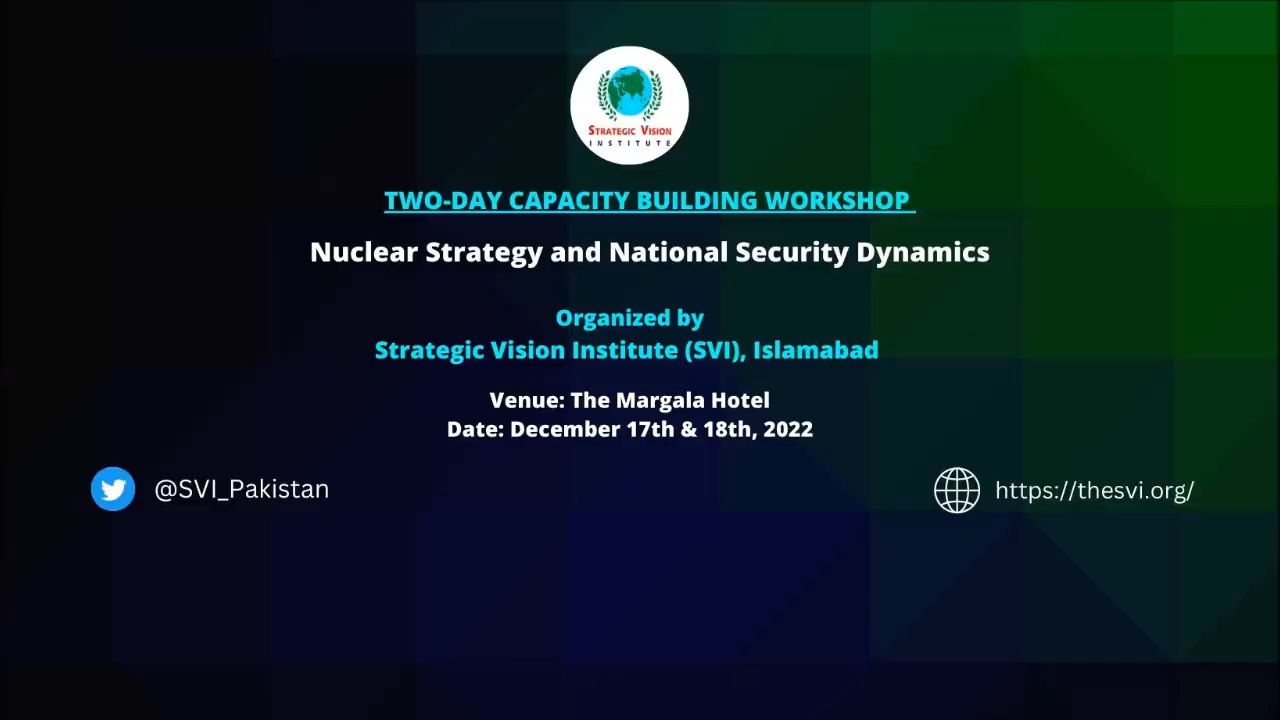 STRATEGIC VISION
INSTITUTE
TWO-DAY CAPACITY BUILDING WORKSHOP
Nuclear Strategy and National Security Dynamics
Organized by
Strategic Vision Institute (SVI), Islamabad
Venue: The Margala Hotel
Date: December 17th & 18th, 2022
@SVI_Pakistan
https://thesvi.org/